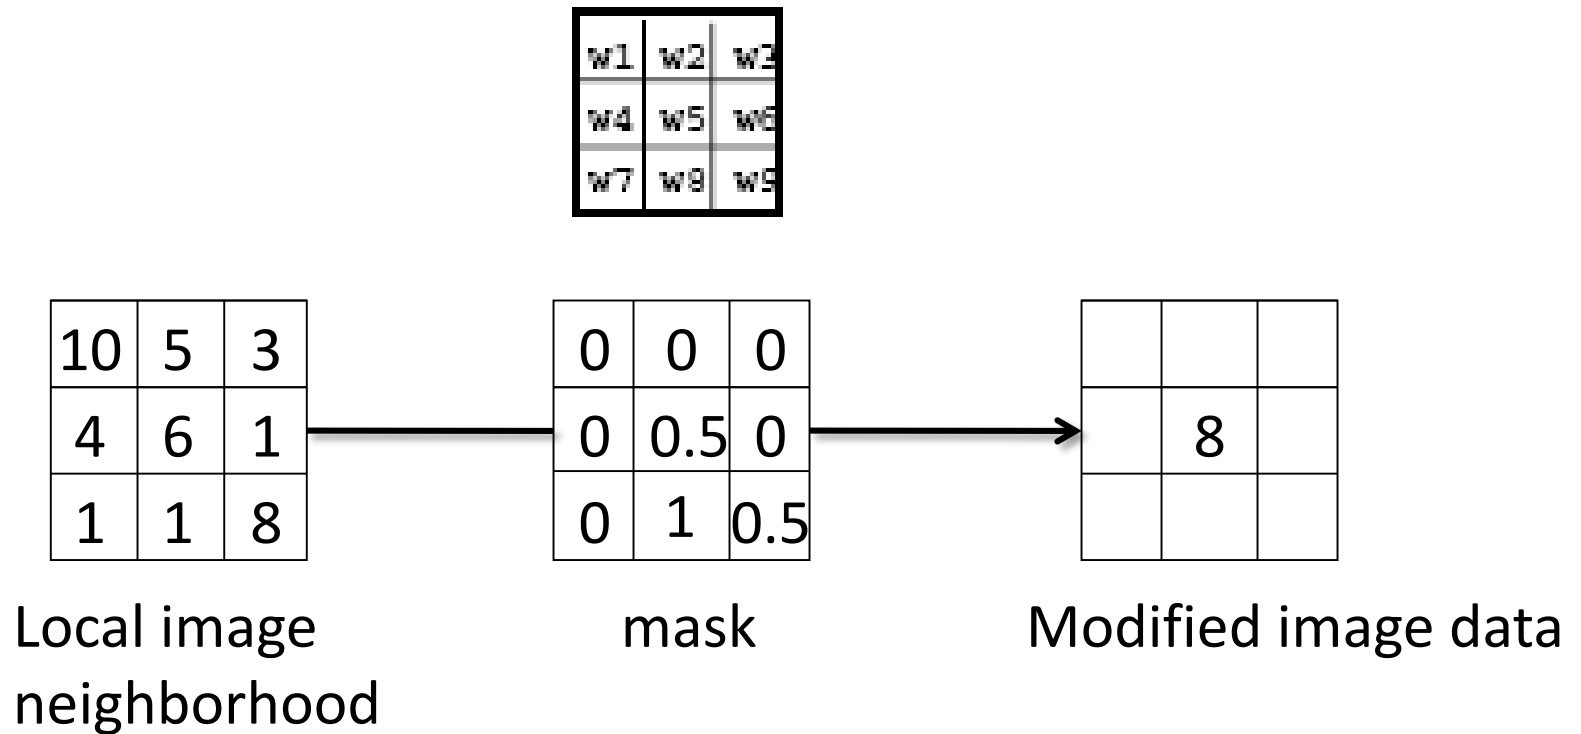 w1 w2 w3
w4 w5 w6
w7 w8 w9
10 5 3
4 6 1
1 1 8
0 0 0
0 0.5 0
0 1 0.5
8
Local image
neighborhood
mask
Modified image data